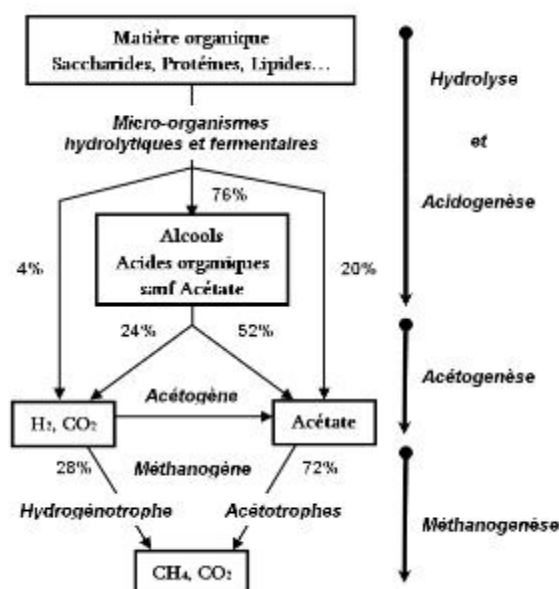 Matière organique
Saccharides, Protéines, Lipides...
Hydrolyse
et
Acidogenèse
Micro-organismes
hydrolytiques et fermentaires
76%
4%
20%
Alcools
Acides organiques
sauf Acétate
24%
52%
Acétogenèse
Acétogène
H₂, CO₂
Acétate
28%
Méthanogène
72%
Hydrogénotrophe
Acétotrophes
Méthanogenèse
CH₄, CO₂